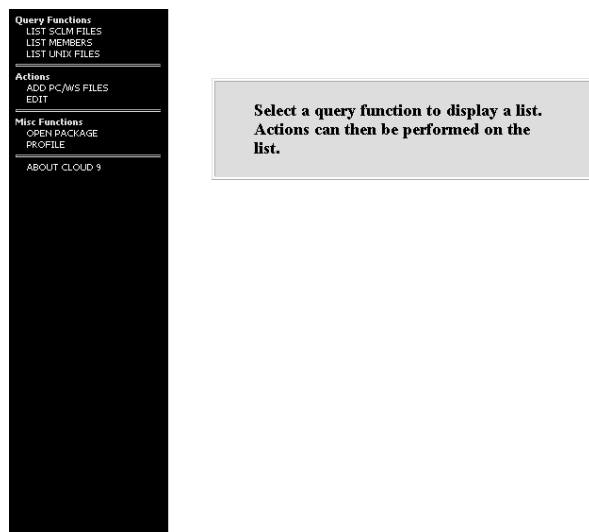 Query Functions
LIST SCLM FILES
LIST MEMBERS
LIST UNIX FILES
Actions
ADD PC/WS FILES
EDIT
Misc Functions
OPEN PACKAGE
PROFILE
ABOUT CLOUD 9
Select a query function to display a list.
Actions can then be performed on the
list.